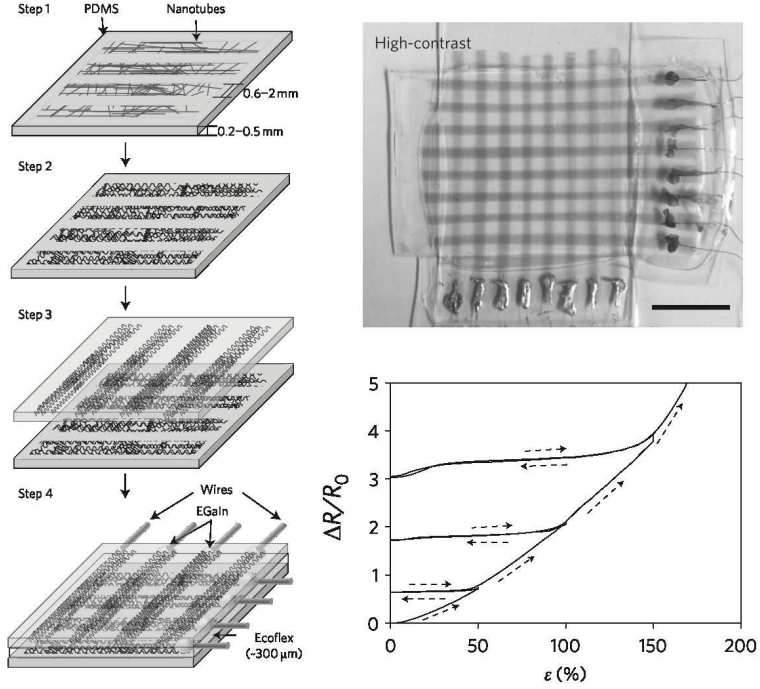 Step 1
PDMS
Nanotubes
0.6–2 mm
0.2–0.5 mm
Step 2
Step 3
Step 4
Wires
EGaIn
Ecoflex
(~300 μm)
High-contrast
5
4
3
2
1
0
ΔR/R0
0 50 100 150 200
ε (%)